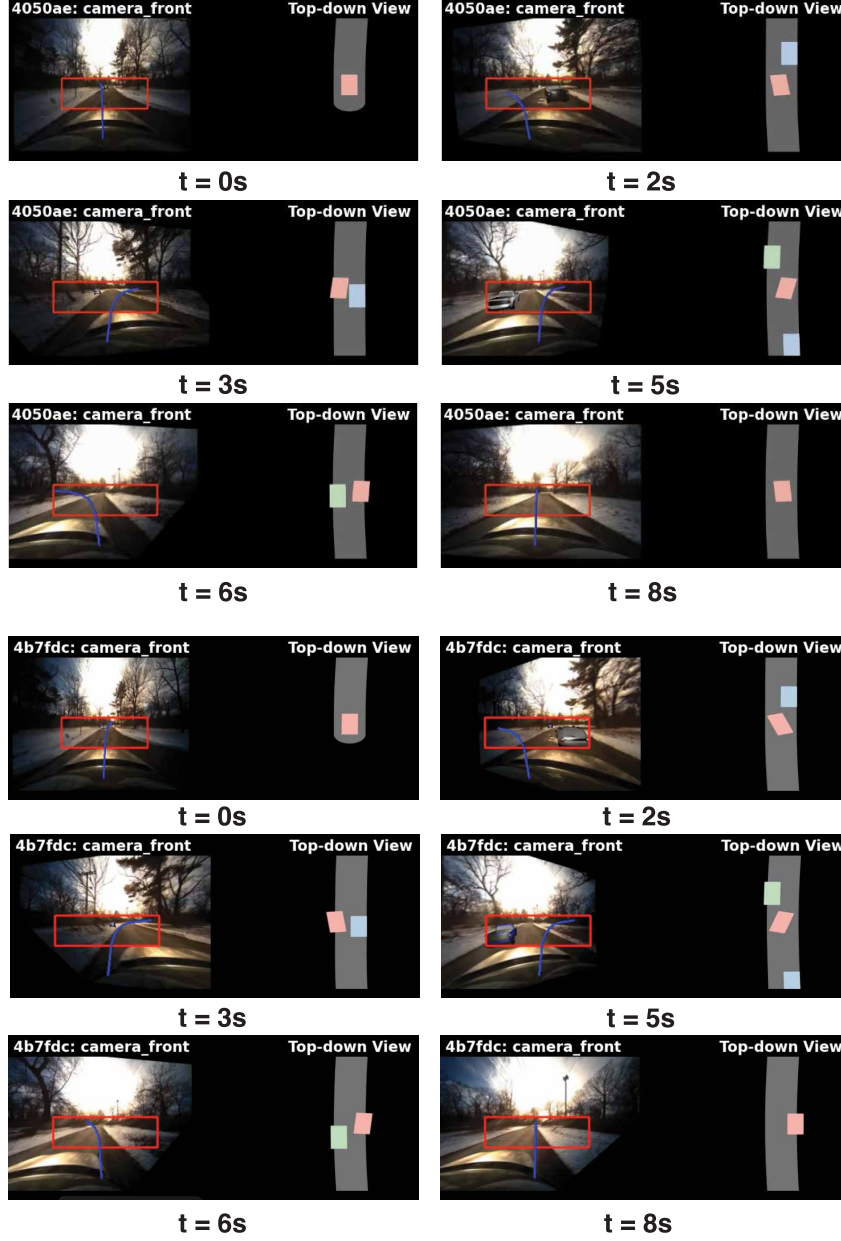 4050ae: camera_front Top-down View 4050ae: camera_front Top-down View
t = 0s t = 2s
4050ae: camera_front Top-down View 4050ae: camera_front Top-down View
t = 3s t = 5s
4050ae: camera_front Top-down View 4050ae: camera_front Top-down View
t = 6s t = 8s
4b7fdc: camera_front Top-down View 4b7fdc: camera_front Top-down View
t = 0s t = 2s
4b7fdc: camera_front Top-down View 4b7fdc: camera_front Top-down View
t = 3s t = 5s
4b7fdc: camera_front Top-down View 4b7fdc: camera_front Top-down View
t = 6s t = 8s